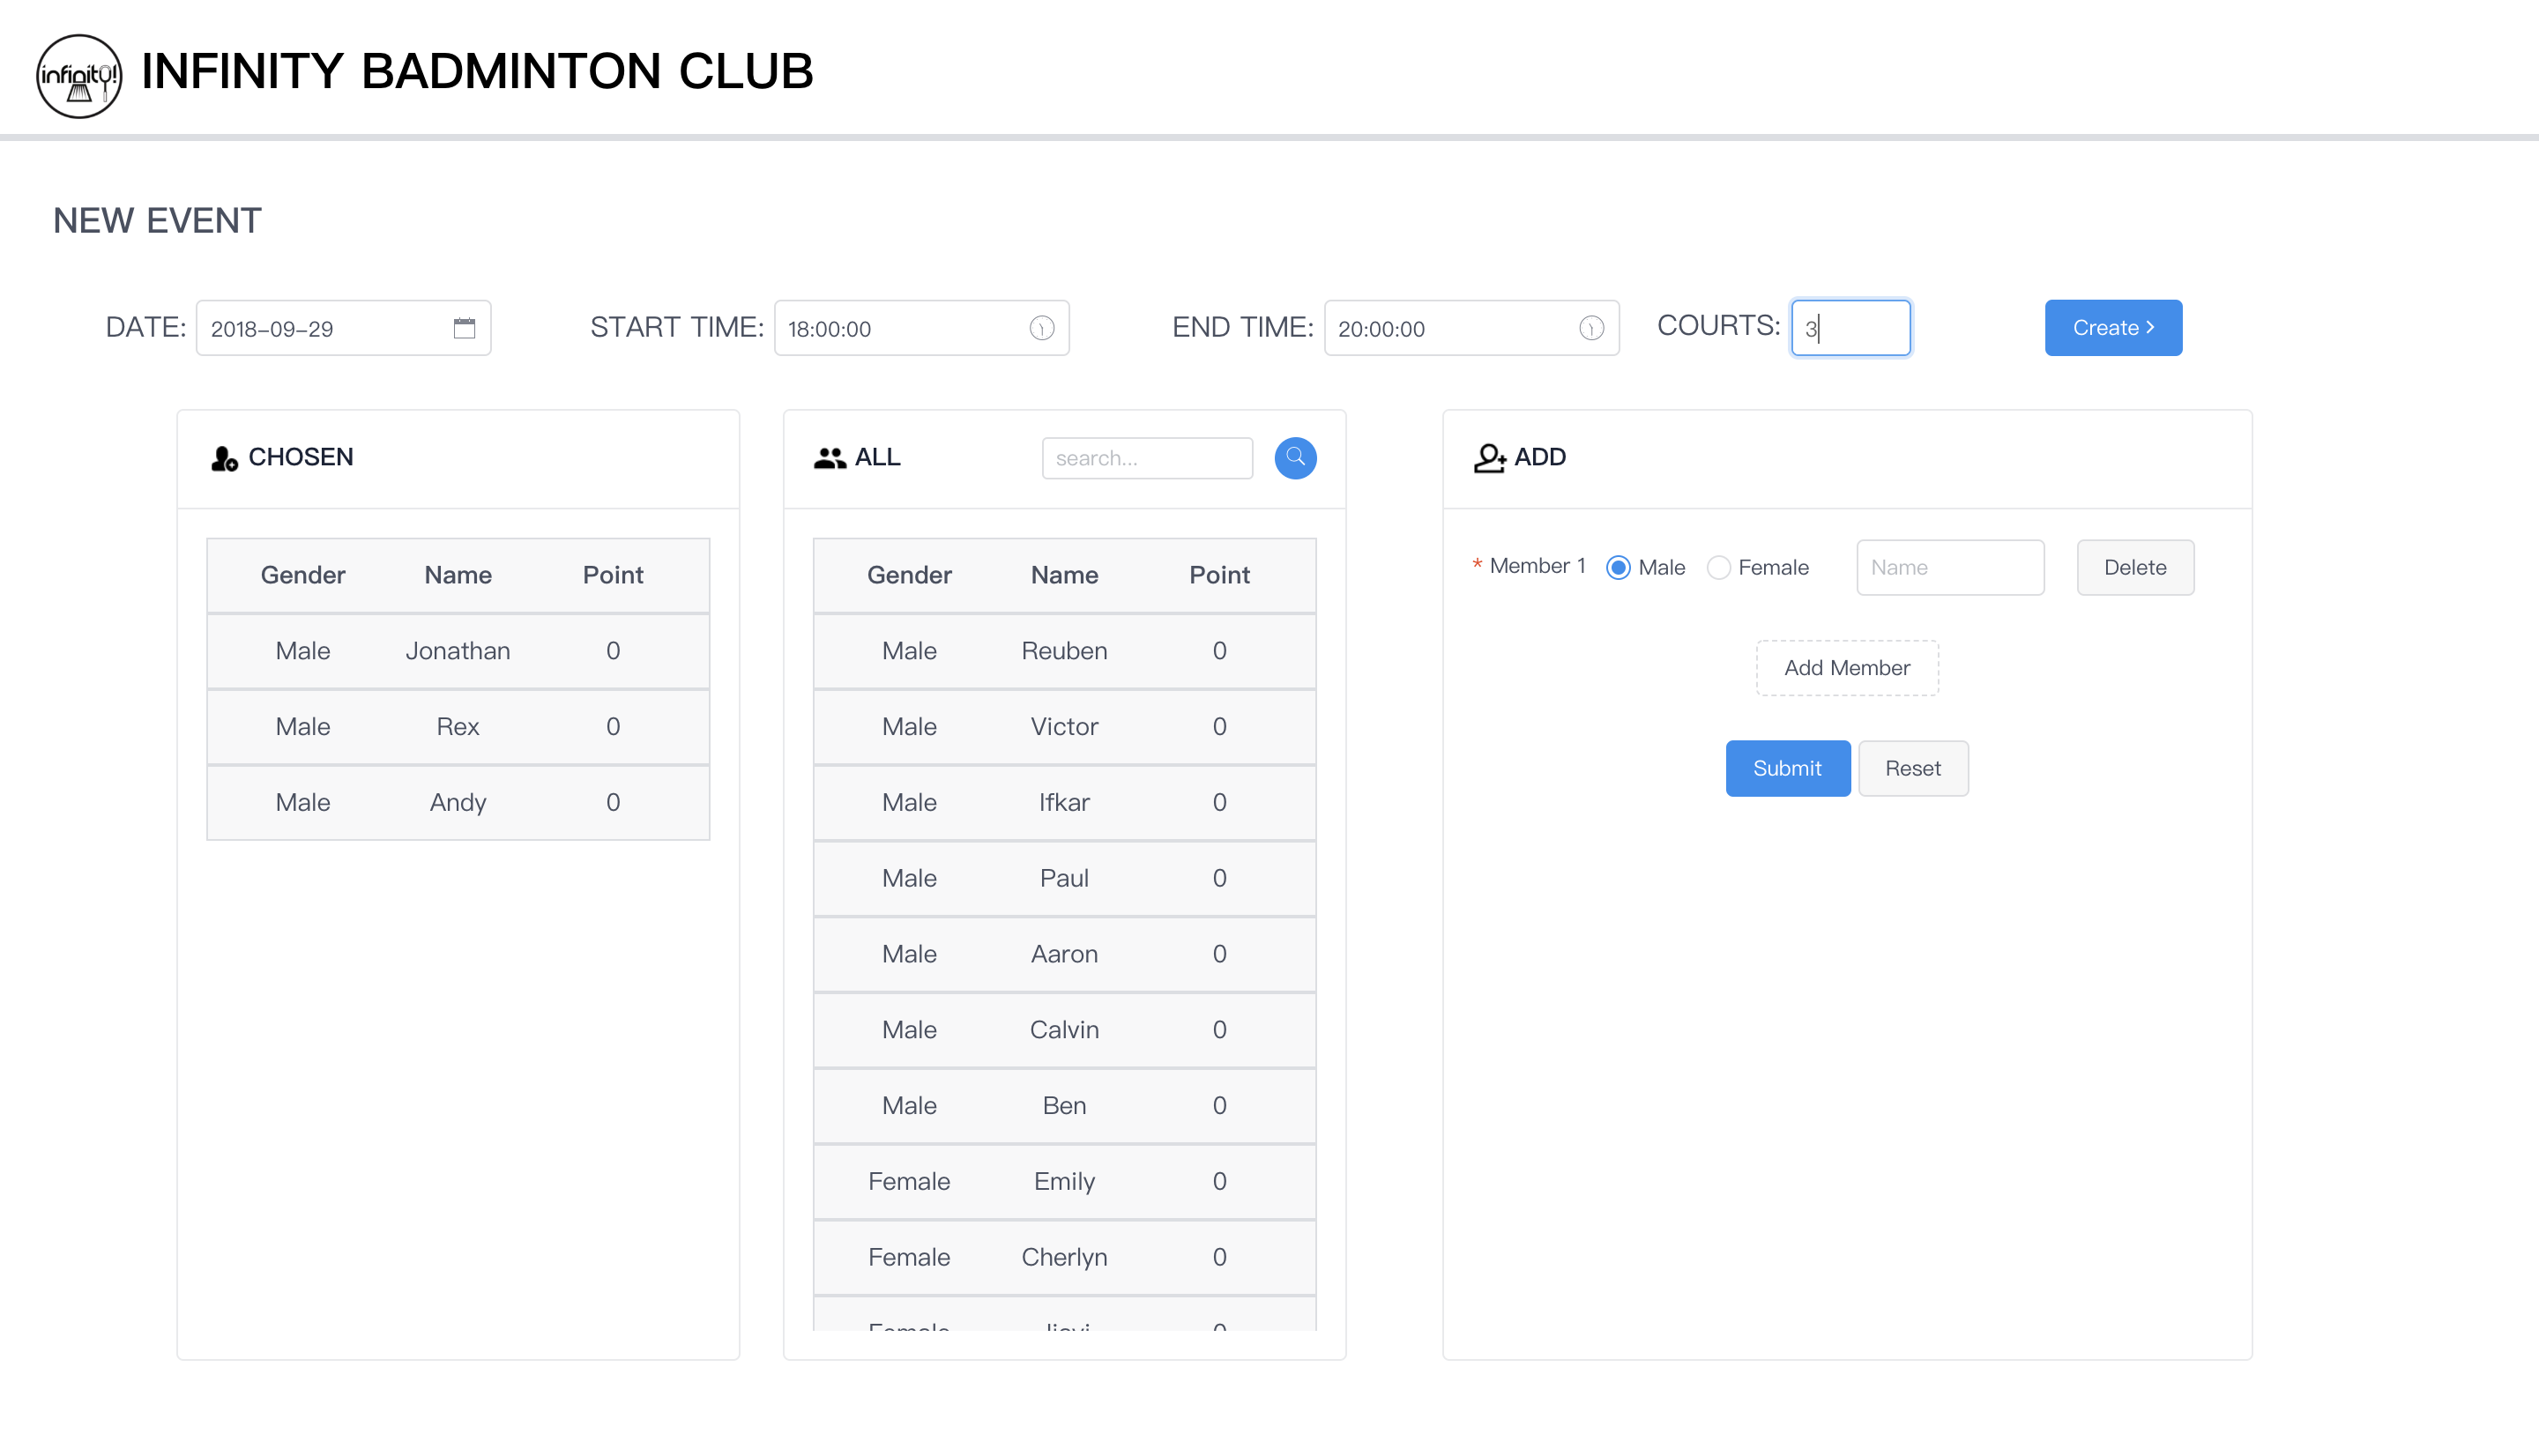 infinity!
INFINITY BADMINTON CLUB
NEW EVENT
DATE: 2018-09-29 START TIME: 18:00:00 END TIME: 20:00:00 COURTS: 3 Create >
CHOSEN
Gender Name Point
Male Jonathan 0
Male Rex 0
Male Andy 0
ALL search...
Gender Name Point
Male Reuben 0
Male Victor 0
Male Ifkar 0
Male Paul 0
Male Aaron 0
Male Calvin 0
Male Ben 0
Female Emily 0
Female Cherlyn 0
Female 0
ADD
* Member 1 Male Female Name Delete
Add Member
Submit Reset